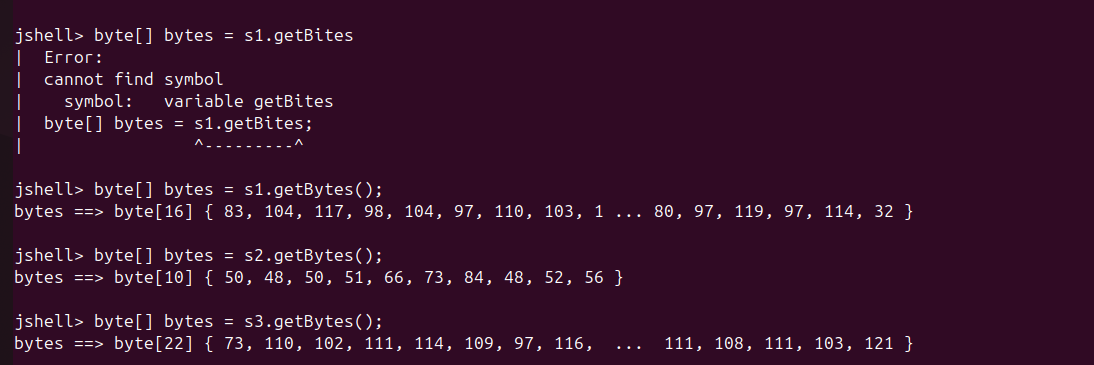 jshell> byte[] bytes = s1.getBites
|  Error:
|  cannot find symbol
|    symbol:   variable getBites
|  byte[] bytes = s1.getBites;
|                 ^---------^
jshell> byte[] bytes = s1.getBytes();
bytes ==> byte[16] { 83, 104, 117, 98, 104, 97, 110, 103, 1 ... 80, 97, 119, 97, 114, 32 }
jshell> byte[] bytes = s2.getBytes();
bytes ==> byte[10] { 50, 48, 50, 51, 66, 73, 84, 48, 52, 56 }
jshell> byte[] bytes = s3.getBytes();
bytes ==> byte[22] { 73, 110, 102, 111, 114, 109, 97, 116,  ...  111, 108, 111, 103, 121 }